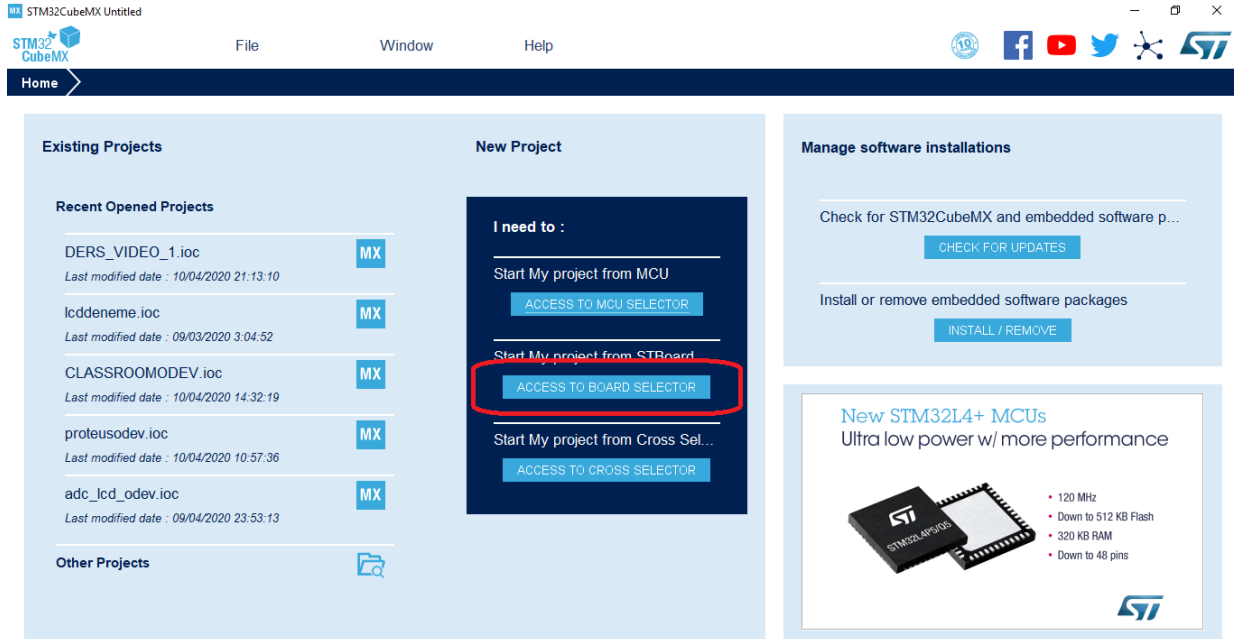 MX STM32CubeMX Untitled
STM32
CubeMX
File
Window
Help
10
Home
Existing Projects
Recent Opened Projects
DERS_VIDEO_1.ioc
MX
Last modified date : 10/04/2020 21:13:10
lcddeneme.ioc
MX
Last modified date : 09/03/2020 3:04:52
CLASSROOMODEV.ioc
MX
Last modified date : 10/04/2020 14:32:19
proteusodev.ioc
MX
Last modified date : 10/04/2020 10:57:36
adc_lcd_odev.ioc
MX
Last modified date : 09/04/2020 23:53:13
Other Projects
New Project
I need to :
Start My project from MCU
ACCESS TO MCU SELECTOR
Start My project from STBoard
ACCESS TO BOARD SELECTOR
Start My project from Cross Sel...
ACCESS TO CROSS SELECTOR
Manage software installations
Check for STM32CubeMX and embedded software p...
CHECK FOR UPDATES
Install or remove embedded software packages
INSTALL / REMOVE
New STM32L4+ MCUs
Ultra low power w/ more performance
ST
STM32L4P5/Q5
• 120 MHz
• Down to 512 KB Flash
• 320 KB RAM
• Down to 48 pins
ST